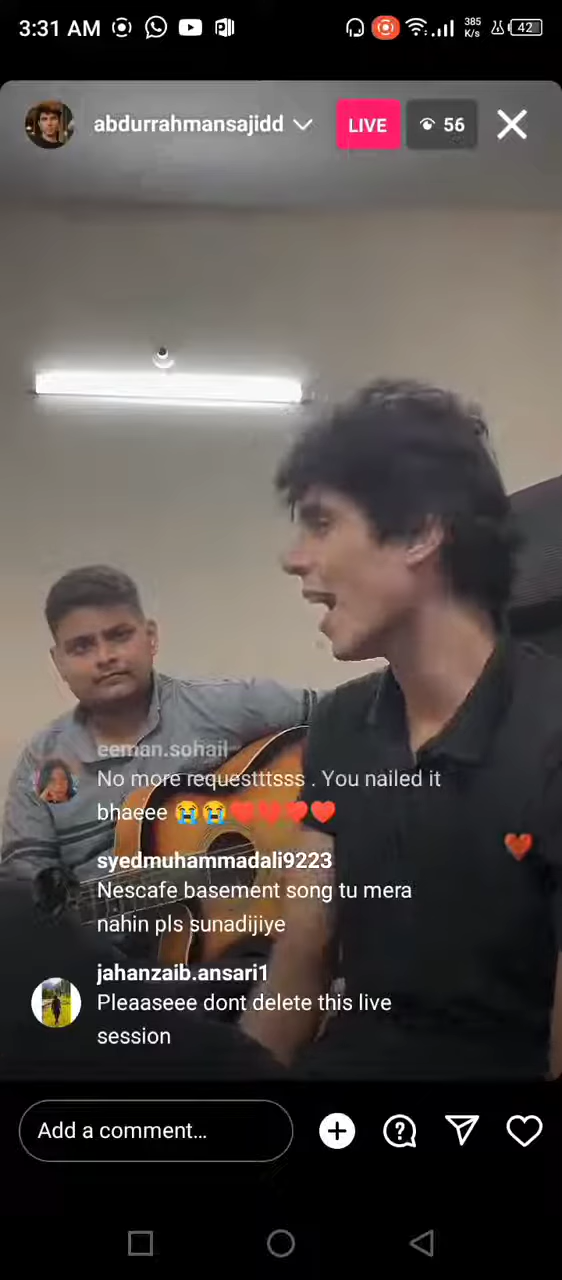 3:31 AM 385 K/s 42
abdurrahmansajidd LIVE 56
eeman.sohail
No more requestttsss . You nailed it
bhaeee 😭😭♥️♥️♥️♥️
syedmuhammadali9223
Nescafe basement song tu mera
nahin pls sunadijiye
jahanzaib.ansari1
Pleaaseee dont delete this live
session
Add a comment...